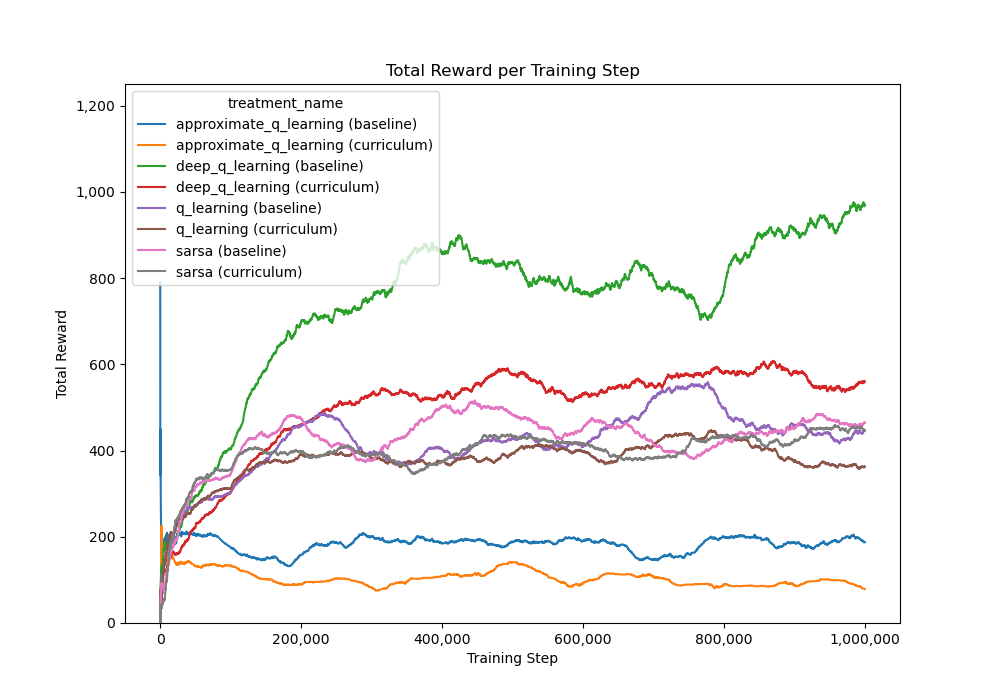 Total Reward per Training Step
1,200
1,000
800
600
400
200
0
Total Reward
treatment_name
approximate_q_learning (baseline)
approximate_q_learning (curriculum)
deep_q_learning (baseline)
deep_q_learning (curriculum)
q_learning (baseline)
q_learning (curriculum)
sarsa (baseline)
sarsa (curriculum)
0 200,000 400,000 600,000 800,000 1,000,000
Training Step